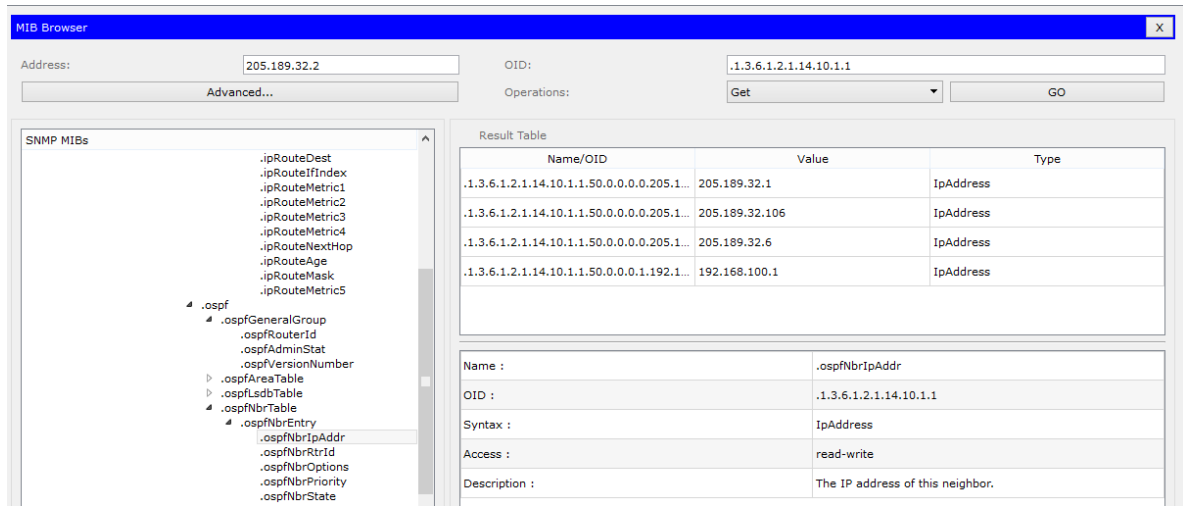 MIB Browser X
Address: 205.189.32.2 OID: .1.3.6.1.2.1.14.10.1.1
Advanced... Operations: Get GO
SNMP MIBs
.ipRouteDest
.ipRouteIfIndex
.ipRouteMetric1
.ipRouteMetric2
.ipRouteMetric3
.ipRouteMetric4
.ipRouteNextHop
.ipRouteAge
.ipRouteMask
.ipRouteMetric5
.ospf
.ospfGeneralGroup
.ospfRouterId
.ospfAdminStat
.ospfVersionNumber
.ospfAreaTable
.ospfLsdbTable
.ospfNbrTable
.ospfNbrEntry
.ospfNbrIpAddr
.ospfNbrRtrId
.ospfNbrOptions
.ospfNbrPriority
.ospfNbrState
Result Table
Name/OID Value Type
.1.3.6.1.2.1.14.10.1.1.50.0.0.0.0.205.1... 205.189.32.1 IpAddress
.1.3.6.1.2.1.14.10.1.1.50.0.0.0.0.205.1... 205.189.32.106 IpAddress
.1.3.6.1.2.1.14.10.1.1.50.0.0.0.0.205.1... 205.189.32.6 IpAddress
.1.3.6.1.2.1.14.10.1.1.50.0.0.0.1.192.1... 192.168.100.1 IpAddress
Name : .ospfNbrIpAddr
OID : .1.3.6.1.2.1.14.10.1.1
Syntax : IpAddress
Access : read-write
Description : The IP address of this neighbor.